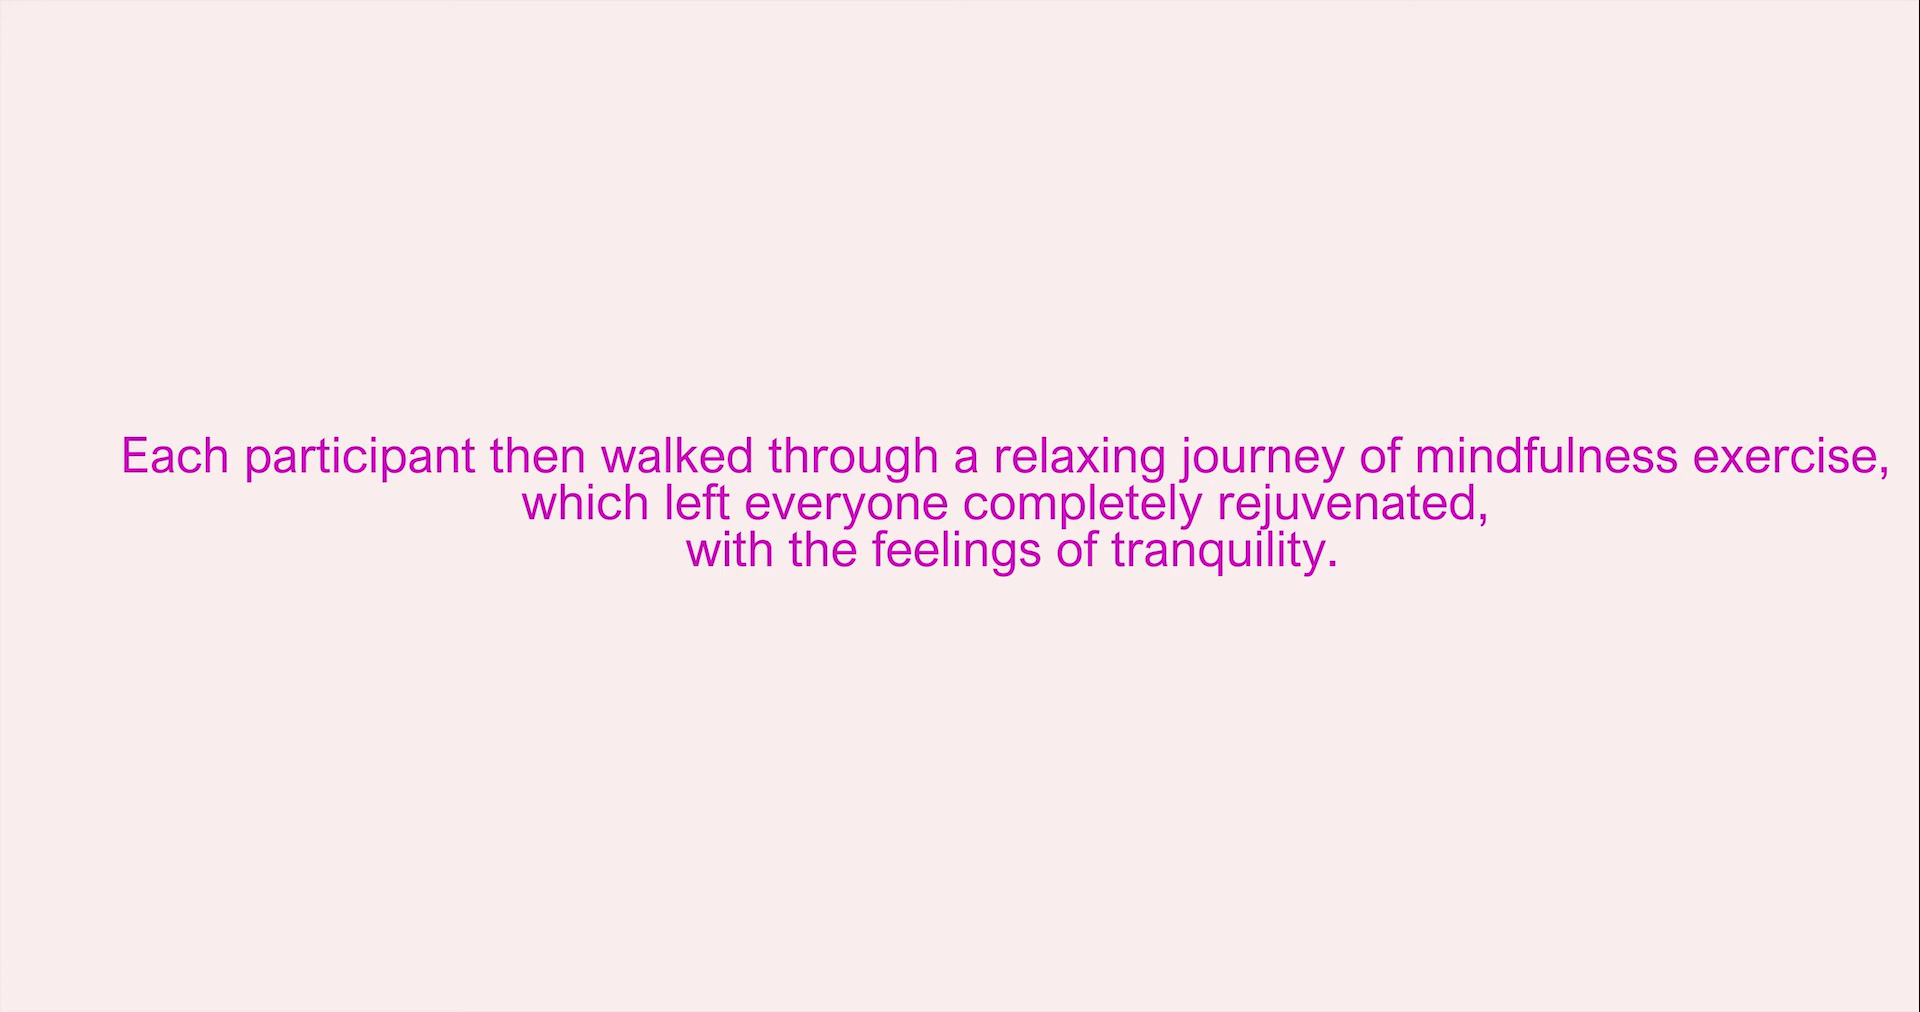 Each participant then walked through a relaxing journey of mindfulness exercise,
which left everyone completely rejuvenated,
with the feelings of tranquility.